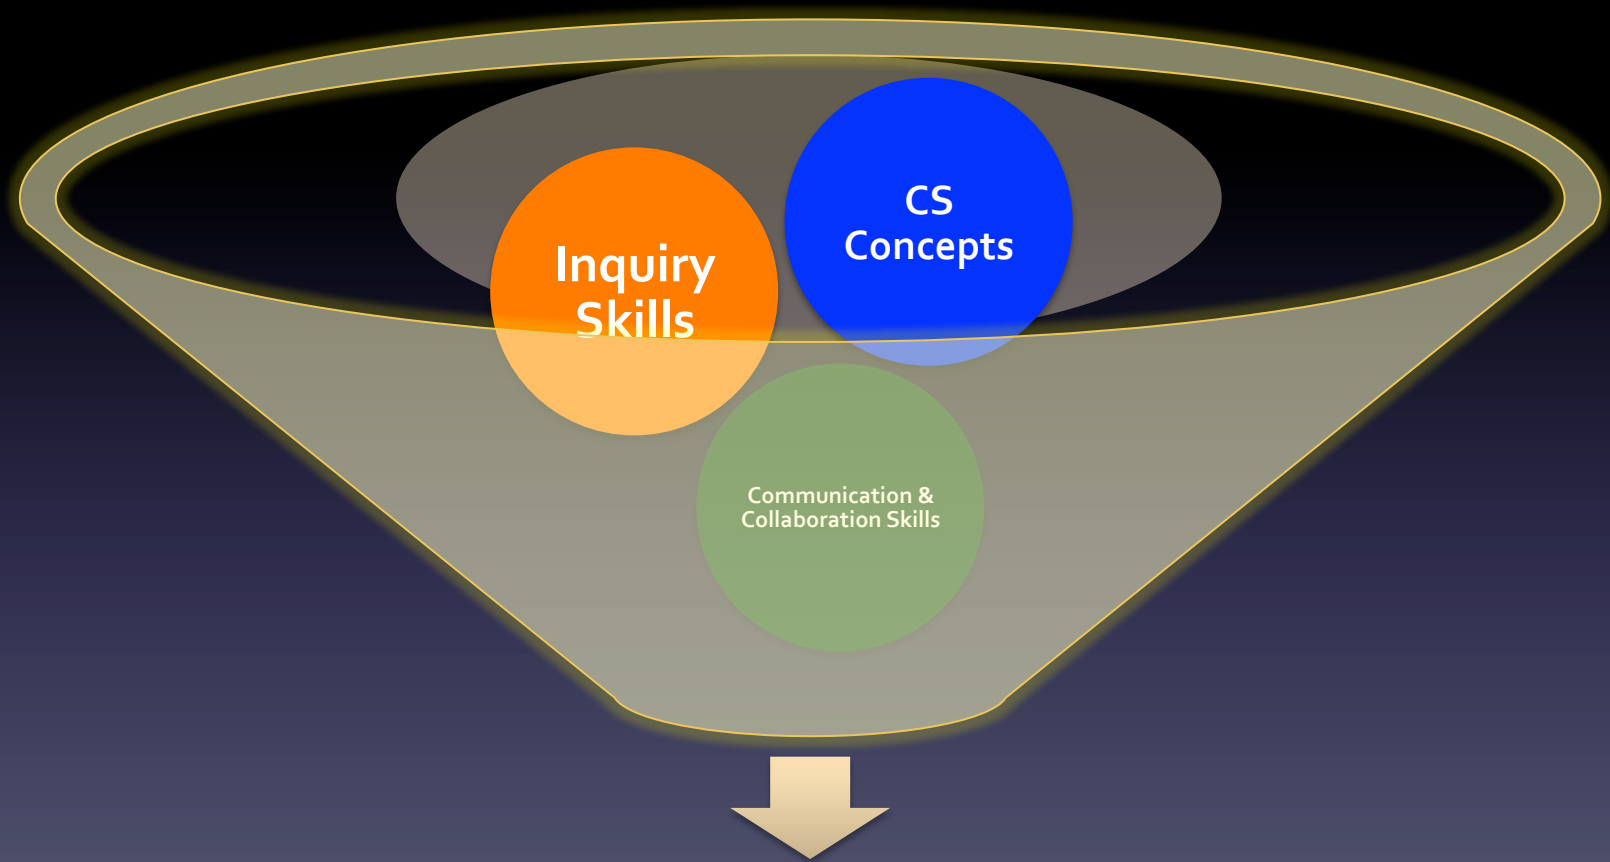 Inquiry
Skills
CS
Concepts
Communication &
Collaboration Skills